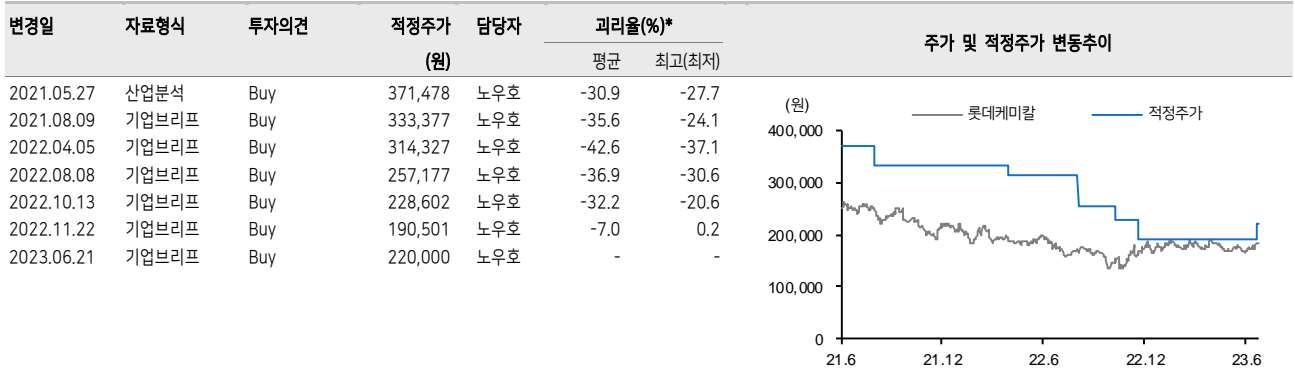 변경일 자료형식 투자의견 적정주가 담당자 괴리율(%)*
(원) 평균 최고(최저)
2021.05.27 산업분석 Buy 371,478 노우호 -30.9 -27.7
2021.08.09 기업브리프 Buy 333,377 노우호 -35.6 -24.1
2022.04.05 기업브리프 Buy 314,327 노우호 -42.6 -37.1
2022.08.08 기업브리프 Buy 257,177 노우호 -36.9 -30.6
2022.10.13 기업브리프 Buy 228,602 노우호 -32.2 -20.6
2022.11.22 기업브리프 Buy 190,501 노우호 -7.0 0.2
2023.06.21 기업브리프 Buy 220,000 노우호 - -
주가 및 적정주가 변동추이
(원)
롯데케미칼 적정주가
400,000
300,000
200,000
100,000
0
21.6 21.12 22.6 22.12 23.6